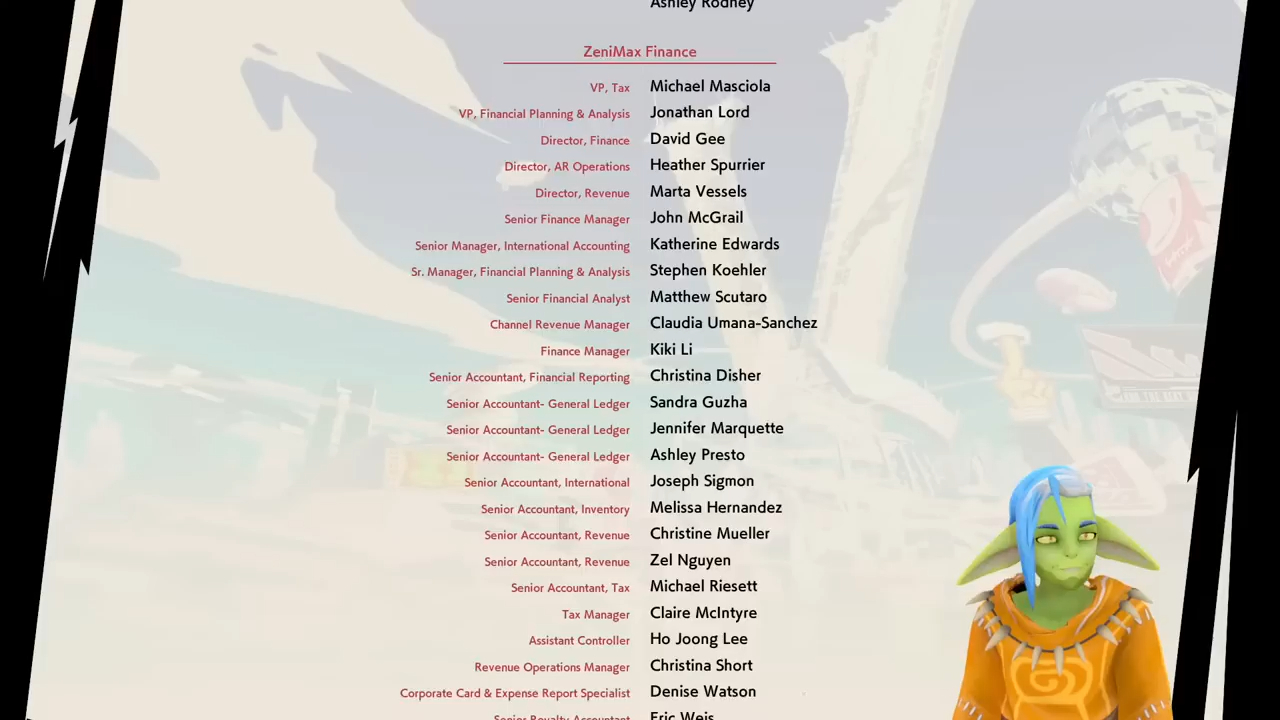 Ashley Rodney
ZeniMax Finance
VP, Tax Michael Masciola
VP, Financial Planning & Analysis Jonathan Lord
Director, Finance David Gee
Director, AR Operations Heather Spurrier
Director, Revenue Marta Vessels
Senior Finance Manager John McGrail
Senior Manager, International Accounting Katherine Edwards
Sr. Manager, Financial Planning & Analysis Stephen Koehler
Senior Financial Analyst Matthew Scutaro
Channel Revenue Manager Claudia Umana-Sanchez
Finance Manager Kiki Li
Senior Accountant, Financial Reporting Christina Disher
Senior Accountant- General Ledger Sandra Guzha
Senior Accountant- General Ledger Jennifer Marquette
Senior Accountant- General Ledger Ashley Presto
Senior Accountant, International Joseph Sigmon
Senior Accountant, Inventory Melissa Hernandez
Senior Accountant, Revenue Christine Mueller
Senior Accountant, Revenue Zel Nguyen
Senior Accountant, Tax Michael Riesett
Tax Manager Claire McIntyre
Assistant Controller Ho Joong Lee
Revenue Operations Manager Christina Short
Corporate Card & Expense Report Specialist Denise Watson
Senior Royalty Accountant Eric Weis